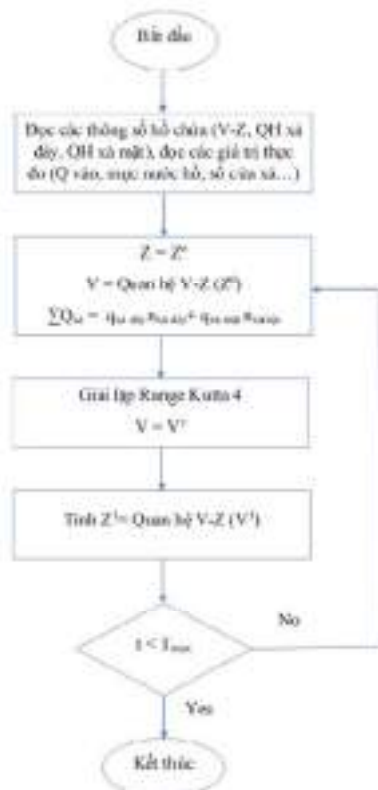 Bắt đầu
Đọc các thông số hồ chứa (V-Z, QH xả
đáy, QH xả mặt), đọc các giá trị thực
đo (Q vào, mực nước hồ, số cửa xả…)
Z = Z⁰
V = Quan hệ V-Z (Z⁰)
∑Q
Giải lặp Range Kutta 4
V = V¹
Tính Z¹= Quan hệ V-Z (V¹)
No
t < Tmax
Yes
Kết thúc